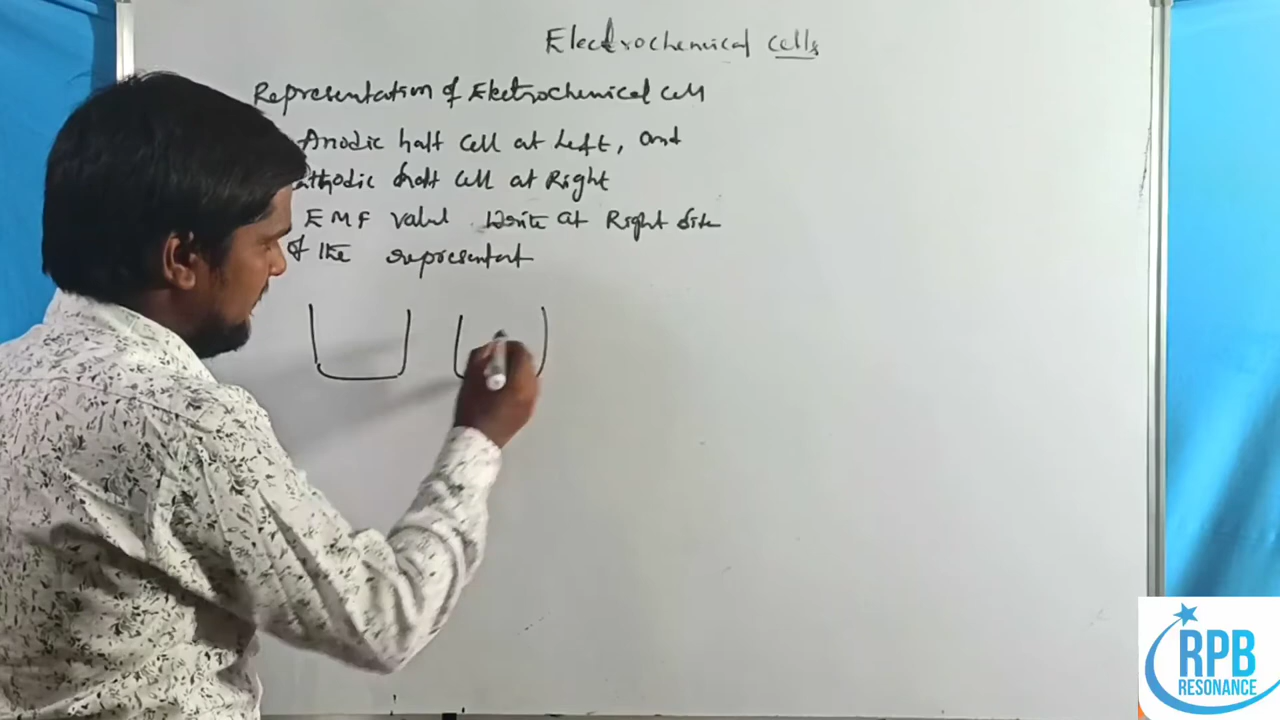 Electrochemical cells
Representation of Electrochemical cell
Anodic half cell at Left, and
athodic half cell at Right
EMF value write at Right side
of the representant
RPB
RESONANCE